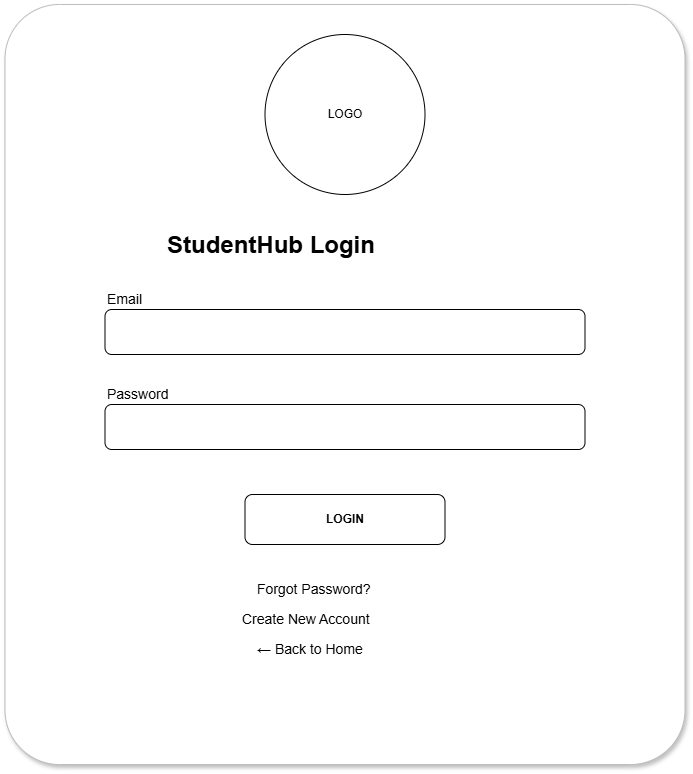 LOGO
StudentHub Login
Email
Password
LOGIN
Forgot Password?
Create New Account
← Back to Home